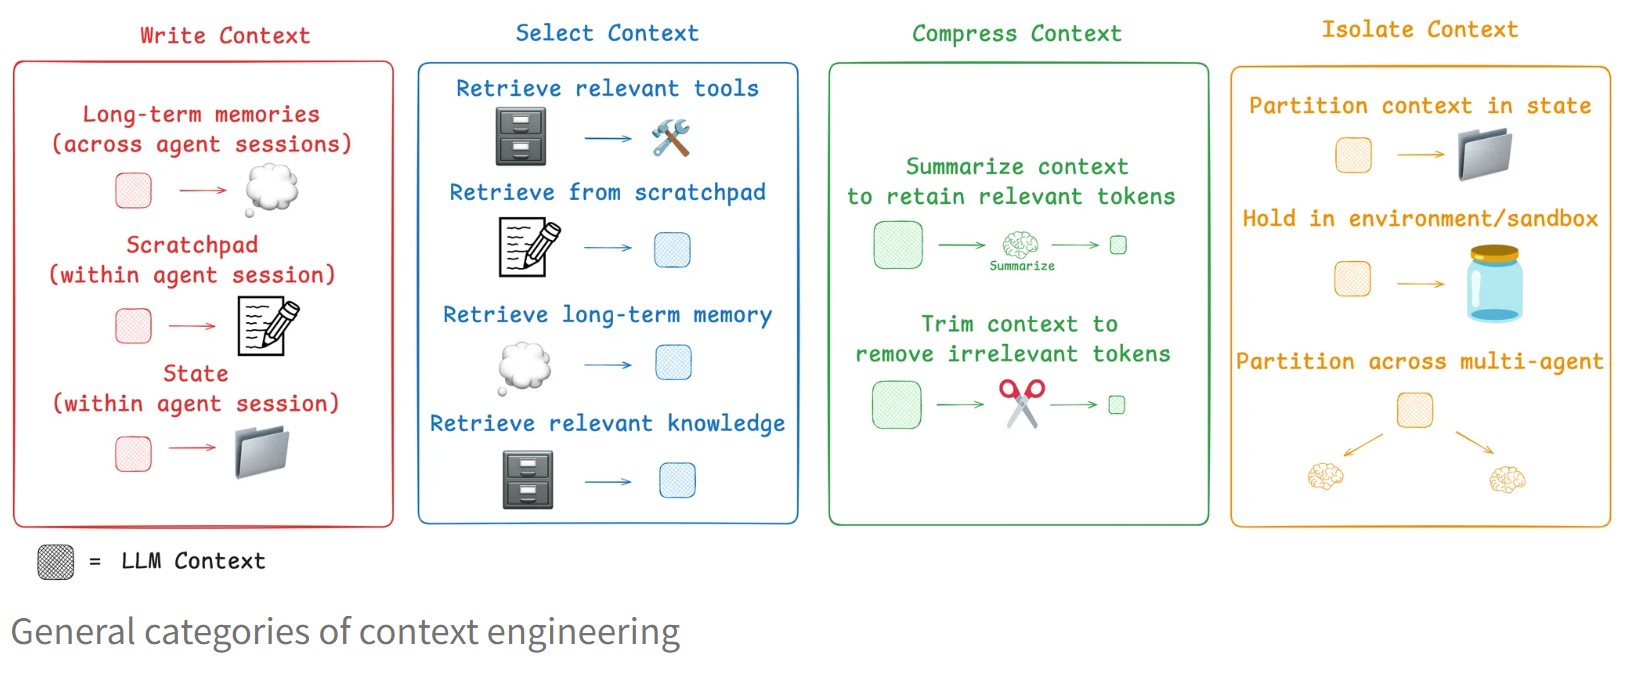 Write Context
Long-term memories
(across agent sessions)
Scratchpad
(within agent session)
State
(within agent session)
Select Context
Retrieve relevant tools
Retrieve from scratchpad
Retrieve long-term memory
Retrieve relevant knowledge
Compress Context
Summarize context
to retain relevant tokens
Summarize
Trim context to
remove irrelevant tokens
Isolate Context
Partition context in state
Hold in environment/sandbox
Partition across multi-agent
= LLM Context
General categories of context engineering